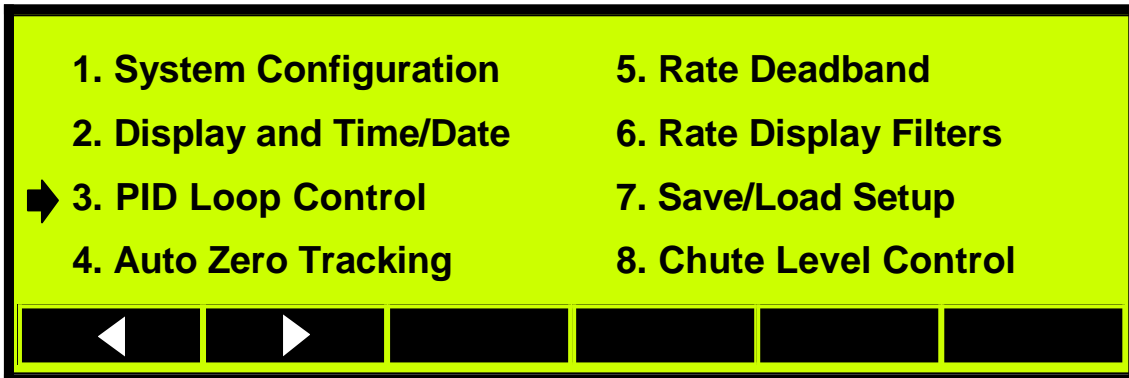 1. System Configuration
2. Display and Time/Date
3. PID Loop Control
4. Auto Zero Tracking
5. Rate Deadband
6. Rate Display Filters
7. Save/Load Setup
8. Chute Level Control